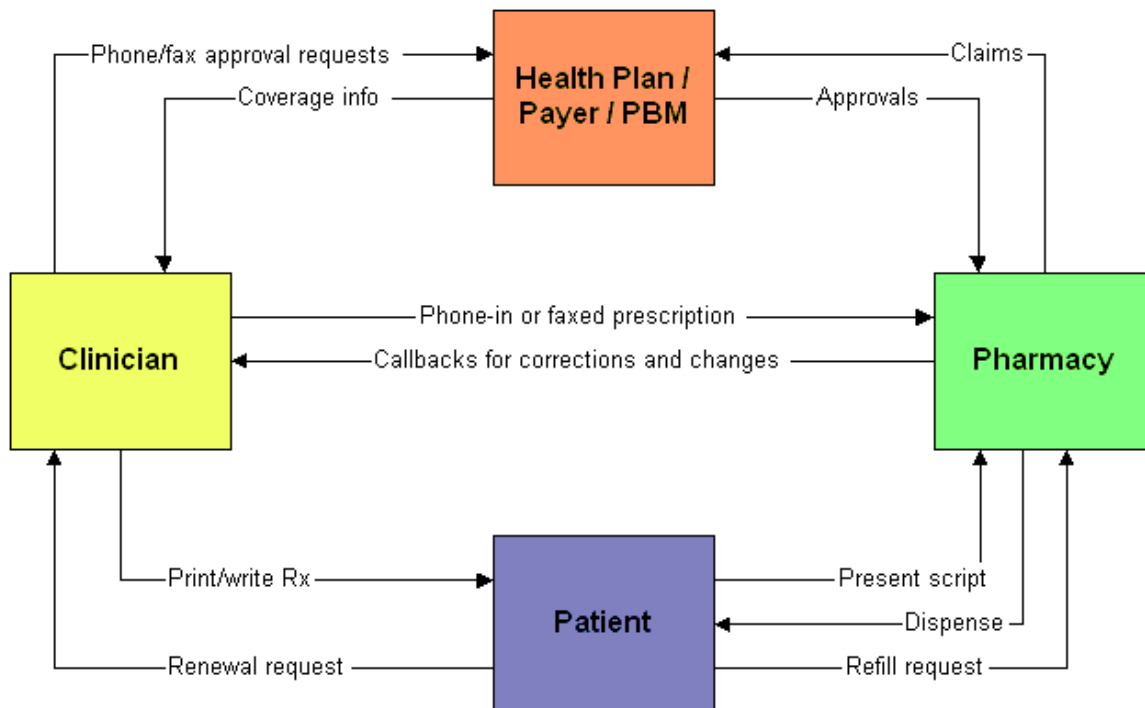 Phone/fax approval requests
Claims
Health Plan /
Payer / PBM
Coverage info
Approvals
Phone-in or faxed prescription
Clinician
Callbacks for corrections and changes
Pharmacy
Print/write Rx
Present script
Patient
Dispense
Renewal request
Refill request